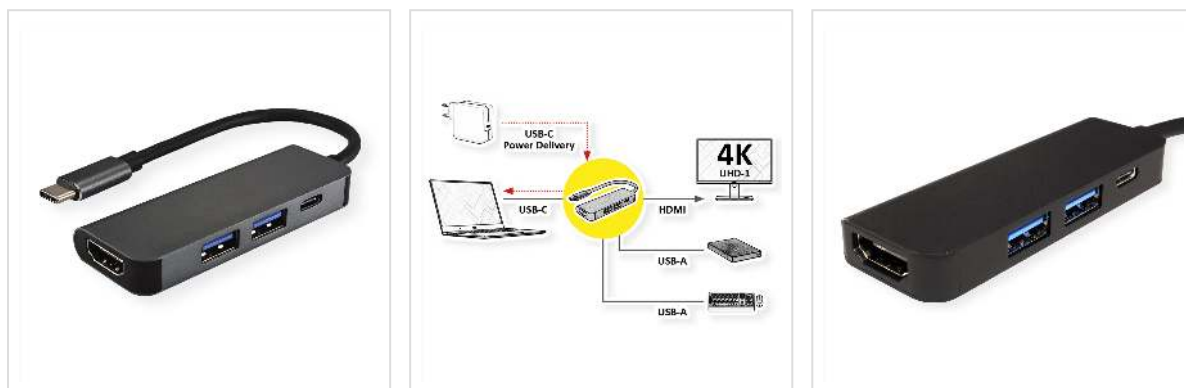 USB-C
Power Delivery
4K
UHD-1
USB-C
HDMI
USB-A
USB-A